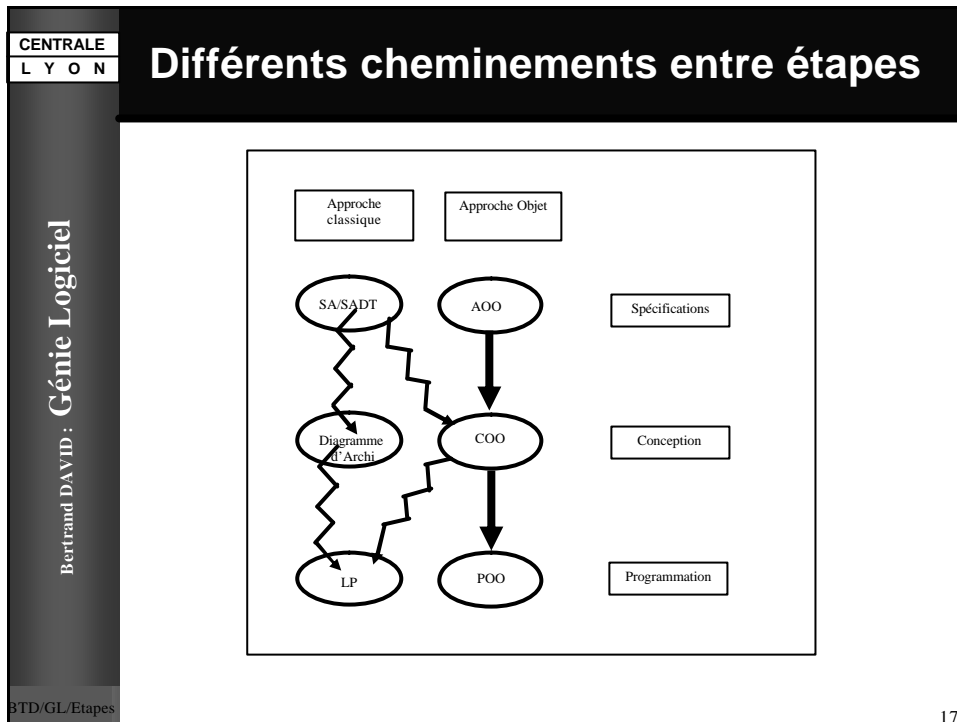 CENTRALE
L Y O N
Différents cheminements entre étapes
Bertrand DAVID : Génie Logiciel
Approche
classique
Approche Objet
SA/SADT
AOO
Spécifications
Diagramme
d'Archi
COO
Conception
LP
POO
Programmation
BTD/GL/Etapes
17